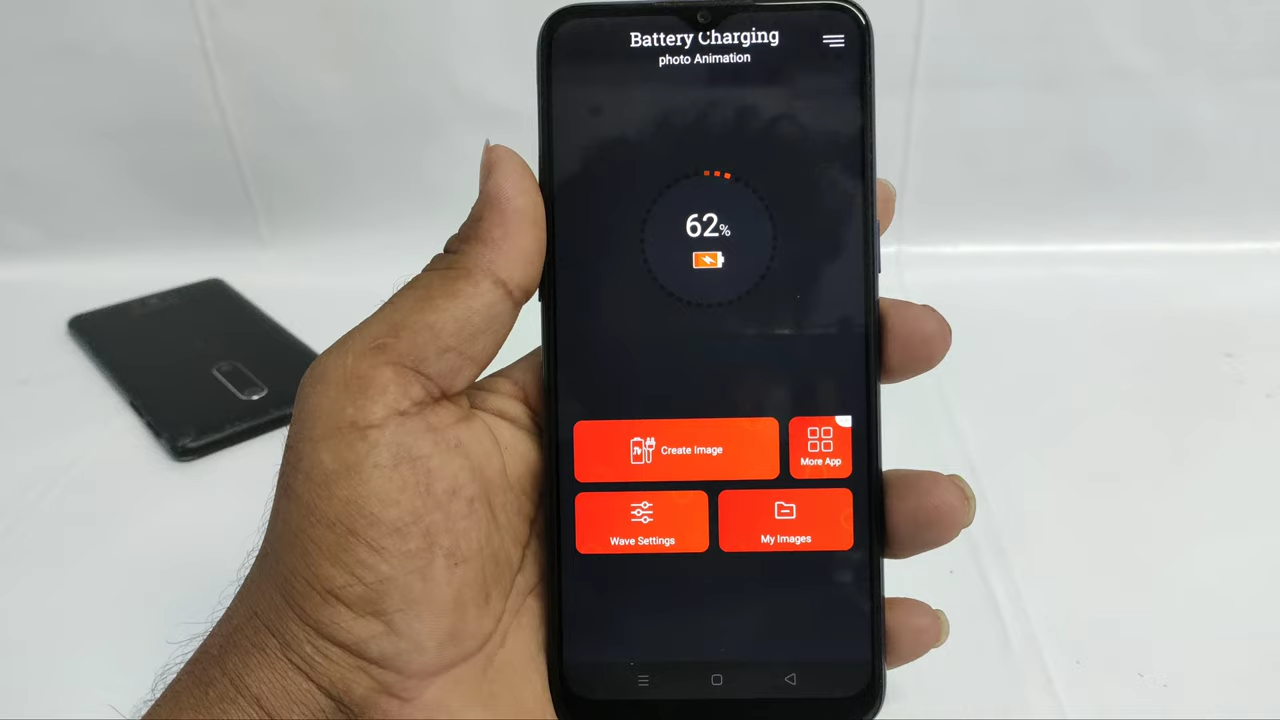 Battery Charging
photo Animation
62%
Create Image
More App
Wave Settings
My Images